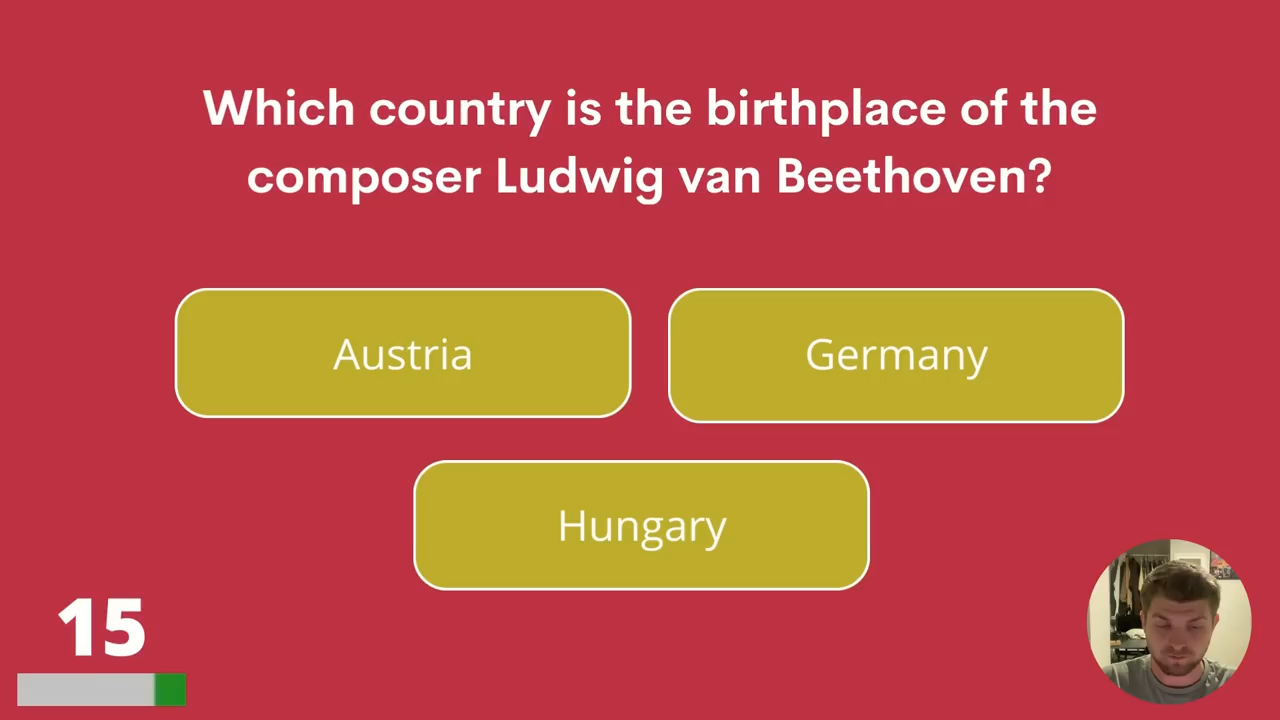 Which country is the birthplace of the
composer Ludwig van Beethoven?
Austria
Germany
Hungary
15